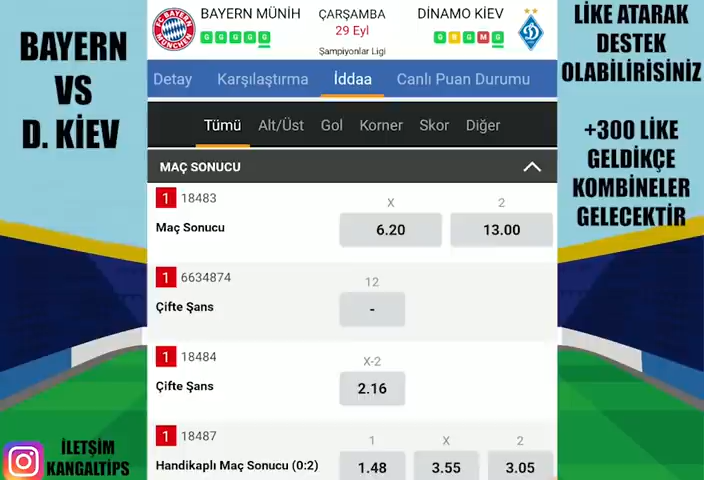 BAYERN
VS
D. KİEV
BAYERN MÜNİH
G G G G G
ÇARŞAMBA
29 Eyl
Şampiyonlar Ligi
DİNAMO KİEV
G B G M G
LİKE ATARAK
DESTEK
OLABİLİRİSİNİZ
+300 LİKE
GELDİKÇE
KOMBİNELER
GELECEKTİR
Detay Karşılaştırma İddaa Canlı Puan Durumu
Tümü Alt/Üst Gol Korner Skor Diğer
MAÇ SONUCU
1 18483
Maç Sonucu
X 2
6.20 13.00
1 6634874
Çifte Şans
12
-
1 18484
Çifte Şans
X-2
2.16
1 18487
Handikaplı Maç Sonucu (0:2)
1 X 2
1.48 3.55 3.05
İLETŞİM
KANGALTİPS